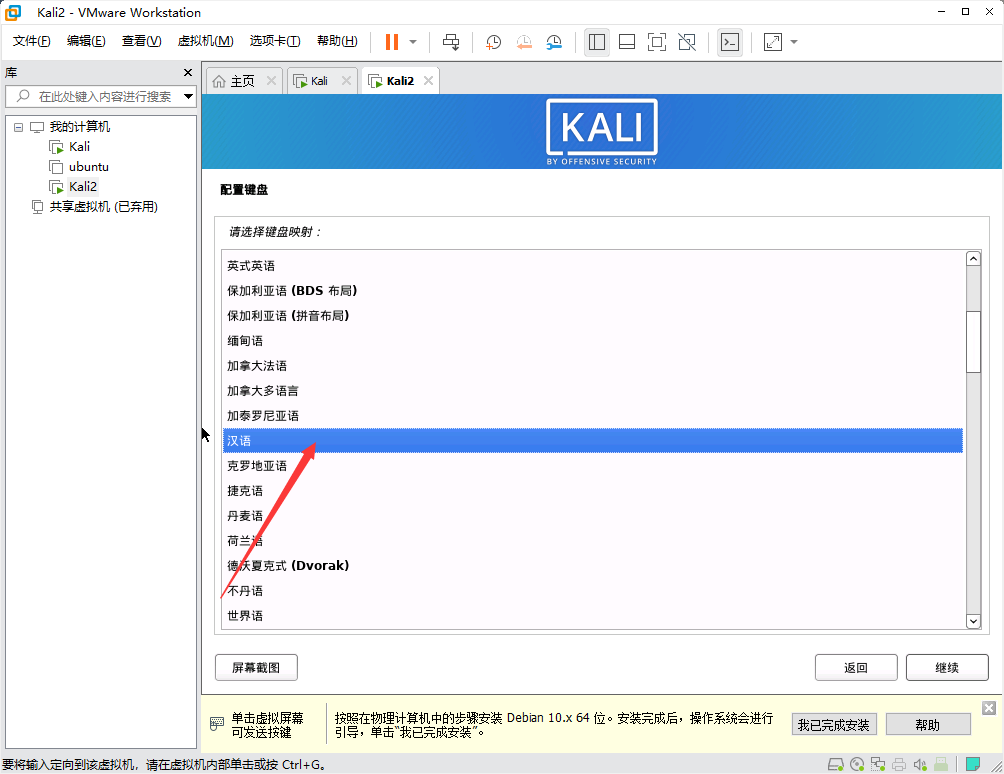 Kali2 - VMware Workstation
文件(F) 编辑(E) 查看(V) 虚拟机(M) 选项卡(T) 帮助(H)
库
在此处键入内容进行搜索
我的计算机
Kali
ubuntu
Kali2
共享虚拟机 (已弃用)
主页 Kali Kali2
KALI
BY OFFENSIVE SECURITY
配置键盘
请选择键盘映射：
英式英语
保加利亚语 (BDS 布局)
保加利亚语 (拼音布局)
缅甸语
加拿大法语
加拿大多语言
加泰罗尼亚语
汉语
克罗地亚语
捷克语
丹麦语
荷兰语
德沃夏克式 (Dvorak)
不丹语
世界语
屏幕截图 返回 继续
单击虚拟屏幕
可发送按键
按照在物理计算机中的步骤安装 Debian 10.x 64 位。安装完成后，操作系统会进行
引导，单击“我已完成安装”。
我已完成安装 帮助
要将输入定向到该虚拟机，请在虚拟机内部单击或按 Ctrl+G。